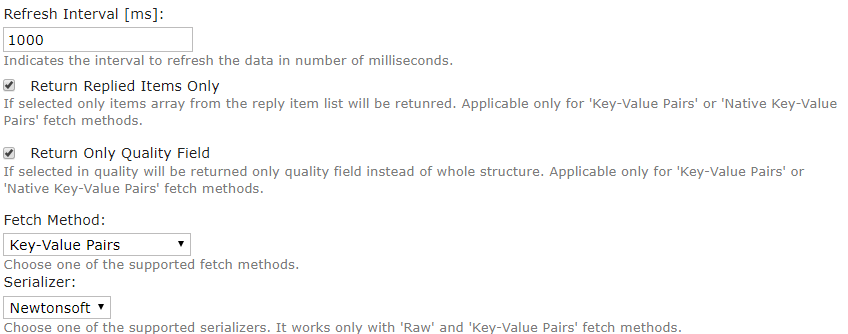 Refresh Interval [ms]:
1000
Indicates the interval to refresh the data in number of milliseconds.
Return Replied Items Only
If selected only items array from the reply item list will be retunred. Applicable only for 'Key-Value Pairs' or 'Native Key-Value
Pairs' fetch methods.
Return Only Quality Field
If selected in quality will be returned only quality field instead of whole structure. Applicable only for 'Key-Value Pairs' or
'Native Key-Value Pairs' fetch methods.
Fetch Method:
Key-Value Pairs
Choose one of the supported fetch methods.
Serializer:
Newtonsoft
Choose one of the supported serializers. It works only with 'Raw' and 'Key-Value Pairs' fetch methods.